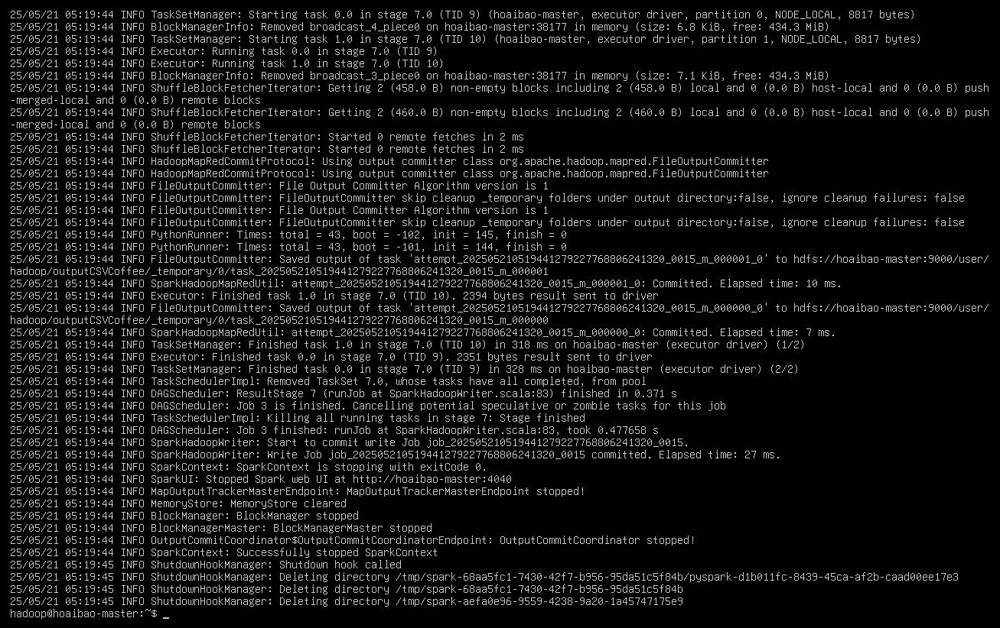 25/05/21 05:19:44 INFO TaskSetManager: Starting task 0.0 in stage 7.0 (TID 9) (hoaibao-master, executor driver, partition 0, NODE_LOCAL, 8817 bytes)
25/05/21 05:19:44 INFO BlockManagerInfo: Removed broadcast_4_piece0 on hoaibao-master:38177 in memory (size: 6.8 KiB, free: 434.3 MiB)
25/05/21 05:19:44 INFO TaskSetManager: Starting task 1.0 in stage 7.0 (TID 10) (hoaibao-master, executor driver, partition 1, NODE_LOCAL, 8817 bytes)
25/05/21 05:19:44 INFO Executor: Running task 0.0 in stage 7.0 (TID 9)
25/05/21 05:19:44 INFO Executor: Running task 1.0 in stage 7.0 (TID 10)
25/05/21 05:19:44 INFO BlockManagerInfo: Removed broadcast_3_piece0 on hoaibao-master:38177 in memory (size: 7.1 KiB, free: 434.3 MiB)
25/05/21 05:19:44 INFO ShuffleBlockFetcherIterator: Getting 2 (458.0 B) non-empty blocks including 2 (458.0 B) local and 0 (0.0 B) host-local and 0 (0.0 B) push
-merged-local and 0 (0.0 B) remote blocks
25/05/21 05:19:44 INFO ShuffleBlockFetcherIterator: Getting 2 (460.0 B) non-empty blocks including 2 (460.0 B) local and 0 (0.0 B) host-local and 0 (0.0 B) push
-merged-local and 0 (0.0 B) remote blocks
25/05/21 05:19:44 INFO ShuffleBlockFetcherIterator: Started 0 remote fetches in 2 ms
25/05/21 05:19:44 INFO ShuffleBlockFetcherIterator: Started 0 remote fetches in 2 ms
25/05/21 05:19:44 INFO HadoopMapRedCommitProtocol: Using output committer class org.apache.hadoop.mapred.FileOutputCommitter
25/05/21 05:19:44 INFO HadoopMapRedCommitProtocol: Using output committer class org.apache.hadoop.mapred.FileOutputCommitter
25/05/21 05:19:44 INFO FileOutputCommitter: File Output Committer Algorithm version is 1
25/05/21 05:19:44 INFO FileOutputCommitter: FileOutputCommitter skip cleanup _temporary folders under output directory:false, ignore cleanup failures: false
25/05/21 05:19:44 INFO FileOutputCommitter: File Output Committer Algorithm version is 1
25/05/21 05:19:44 INFO FileOutputCommitter: FileOutputCommitter skip cleanup _temporary folders under output directory:false, ignore cleanup failures: false
25/05/21 05:19:44 INFO PythonRunner: Times: total = 43, boot = -102, init = 145, finish = 0
25/05/21 05:19:44 INFO PythonRunner: Times: total = 43, boot = -101, init = 144, finish = 0
25/05/21 05:19:44 INFO FileOutputCommitter: Saved output of task 'attempt_202505210519441279227768806241320_0015_m_000001_0' to hdfs://hoaibao-master:9000/user/
hadoop/outputCSVCoffee/_temporary/0/task_202505210519441279227768806241320_0015_m_000001
25/05/21 05:19:44 INFO SparkHadoopMapRedUtil: attempt_202505210519441279227768806241320_0015_m_000001_0: Committed. Elapsed time: 10 ms.
25/05/21 05:19:44 INFO Executor: Finished task 1.0 in stage 7.0 (TID 10). 2394 bytes result sent to driver
25/05/21 05:19:44 INFO FileOutputCommitter: Saved output of task 'attempt_202505210519441279227768806241320_0015_m_000000_0' to hdfs://hoaibao-master:9000/user/
hadoop/outputCSVCoffee/_temporary/0/task_202505210519441279227768806241320_0015_m_000000
25/05/21 05:19:44 INFO SparkHadoopMapRedUtil: attempt_202505210519441279227768806241320_0015_m_000000_0: Committed. Elapsed time: 7 ms.
25/05/21 05:19:44 INFO TaskSetManager: Finished task 1.0 in stage 7.0 (TID 10) in 318 ms on hoaibao-master (executor driver) (1/2)
25/05/21 05:19:44 INFO Executor: Finished task 0.0 in stage 7.0 (TID 9). 2351 bytes result sent to driver
25/05/21 05:19:44 INFO TaskSetManager: Finished task 0.0 in stage 7.0 (TID 9) in 328 ms on hoaibao-master (executor driver) (2/2)
25/05/21 05:19:44 INFO TaskSchedulerImpl: Removed TaskSet 7.0, whose tasks have all completed, from pool
25/05/21 05:19:44 INFO DAGScheduler: ResultStage 7 (runJob at SparkHadoopWriter.scala:83) finished in 0.371 s
25/05/21 05:19:44 INFO DAGScheduler: Job 3 is finished. Cancelling potential speculative or zombie tasks for this job
25/05/21 05:19:44 INFO TaskSchedulerImpl: Killing all running tasks in stage 7: Stage finished
25/05/21 05:19:44 INFO DAGScheduler: Job 3 finished: runJob at SparkHadoopWriter.scala:83, took 0.477658 s
25/05/21 05:19:44 INFO SparkHadoopWriter: Start to commit write Job job_202505210519441279227768806241320_0015.
25/05/21 05:19:44 INFO SparkHadoopWriter: Write Job job_202505210519441279227768806241320_0015 committed. Elapsed time: 27 ms.
25/05/21 05:19:44 INFO SparkContext: SparkContext is stopping with exitCode 0.
25/05/21 05:19:44 INFO SparkUI: Stopped Spark web UI at http://hoaibao-master:4040
25/05/21 05:19:44 INFO MapOutputTrackerMasterEndpoint: MapOutputTrackerMasterEndpoint stopped!
25/05/21 05:19:44 INFO MemoryStore: MemoryStore cleared
25/05/21 05:19:44 INFO BlockManager: BlockManager stopped
25/05/21 05:19:44 INFO BlockManagerMaster: BlockManagerMaster stopped
25/05/21 05:19:44 INFO OutputCommitCoordinator$OutputCommitCoordinatorEndpoint: OutputCommitCoordinator stopped!
25/05/21 05:19:44 INFO SparkContext: Successfully stopped SparkContext
25/05/21 05:19:45 INFO ShutdownHookManager: Shutdown hook called
25/05/21 05:19:45 INFO ShutdownHookManager: Deleting directory /tmp/spark-68aa5fc1-7430-42f7-b956-95da51c5f84b/pyspark-d1b011fc-8439-45ca-af2b-caad00ee17e3
25/05/21 05:19:45 INFO ShutdownHookManager: Deleting directory /tmp/spark-68aa5fc1-7430-42f7-b956-95da51c5f84b
25/05/21 05:19:45 INFO ShutdownHookManager: Deleting directory /tmp/spark-aefa0e96-9559-4238-9a20-1a45747175e9
hadoop@hoaibao-master:~$ _